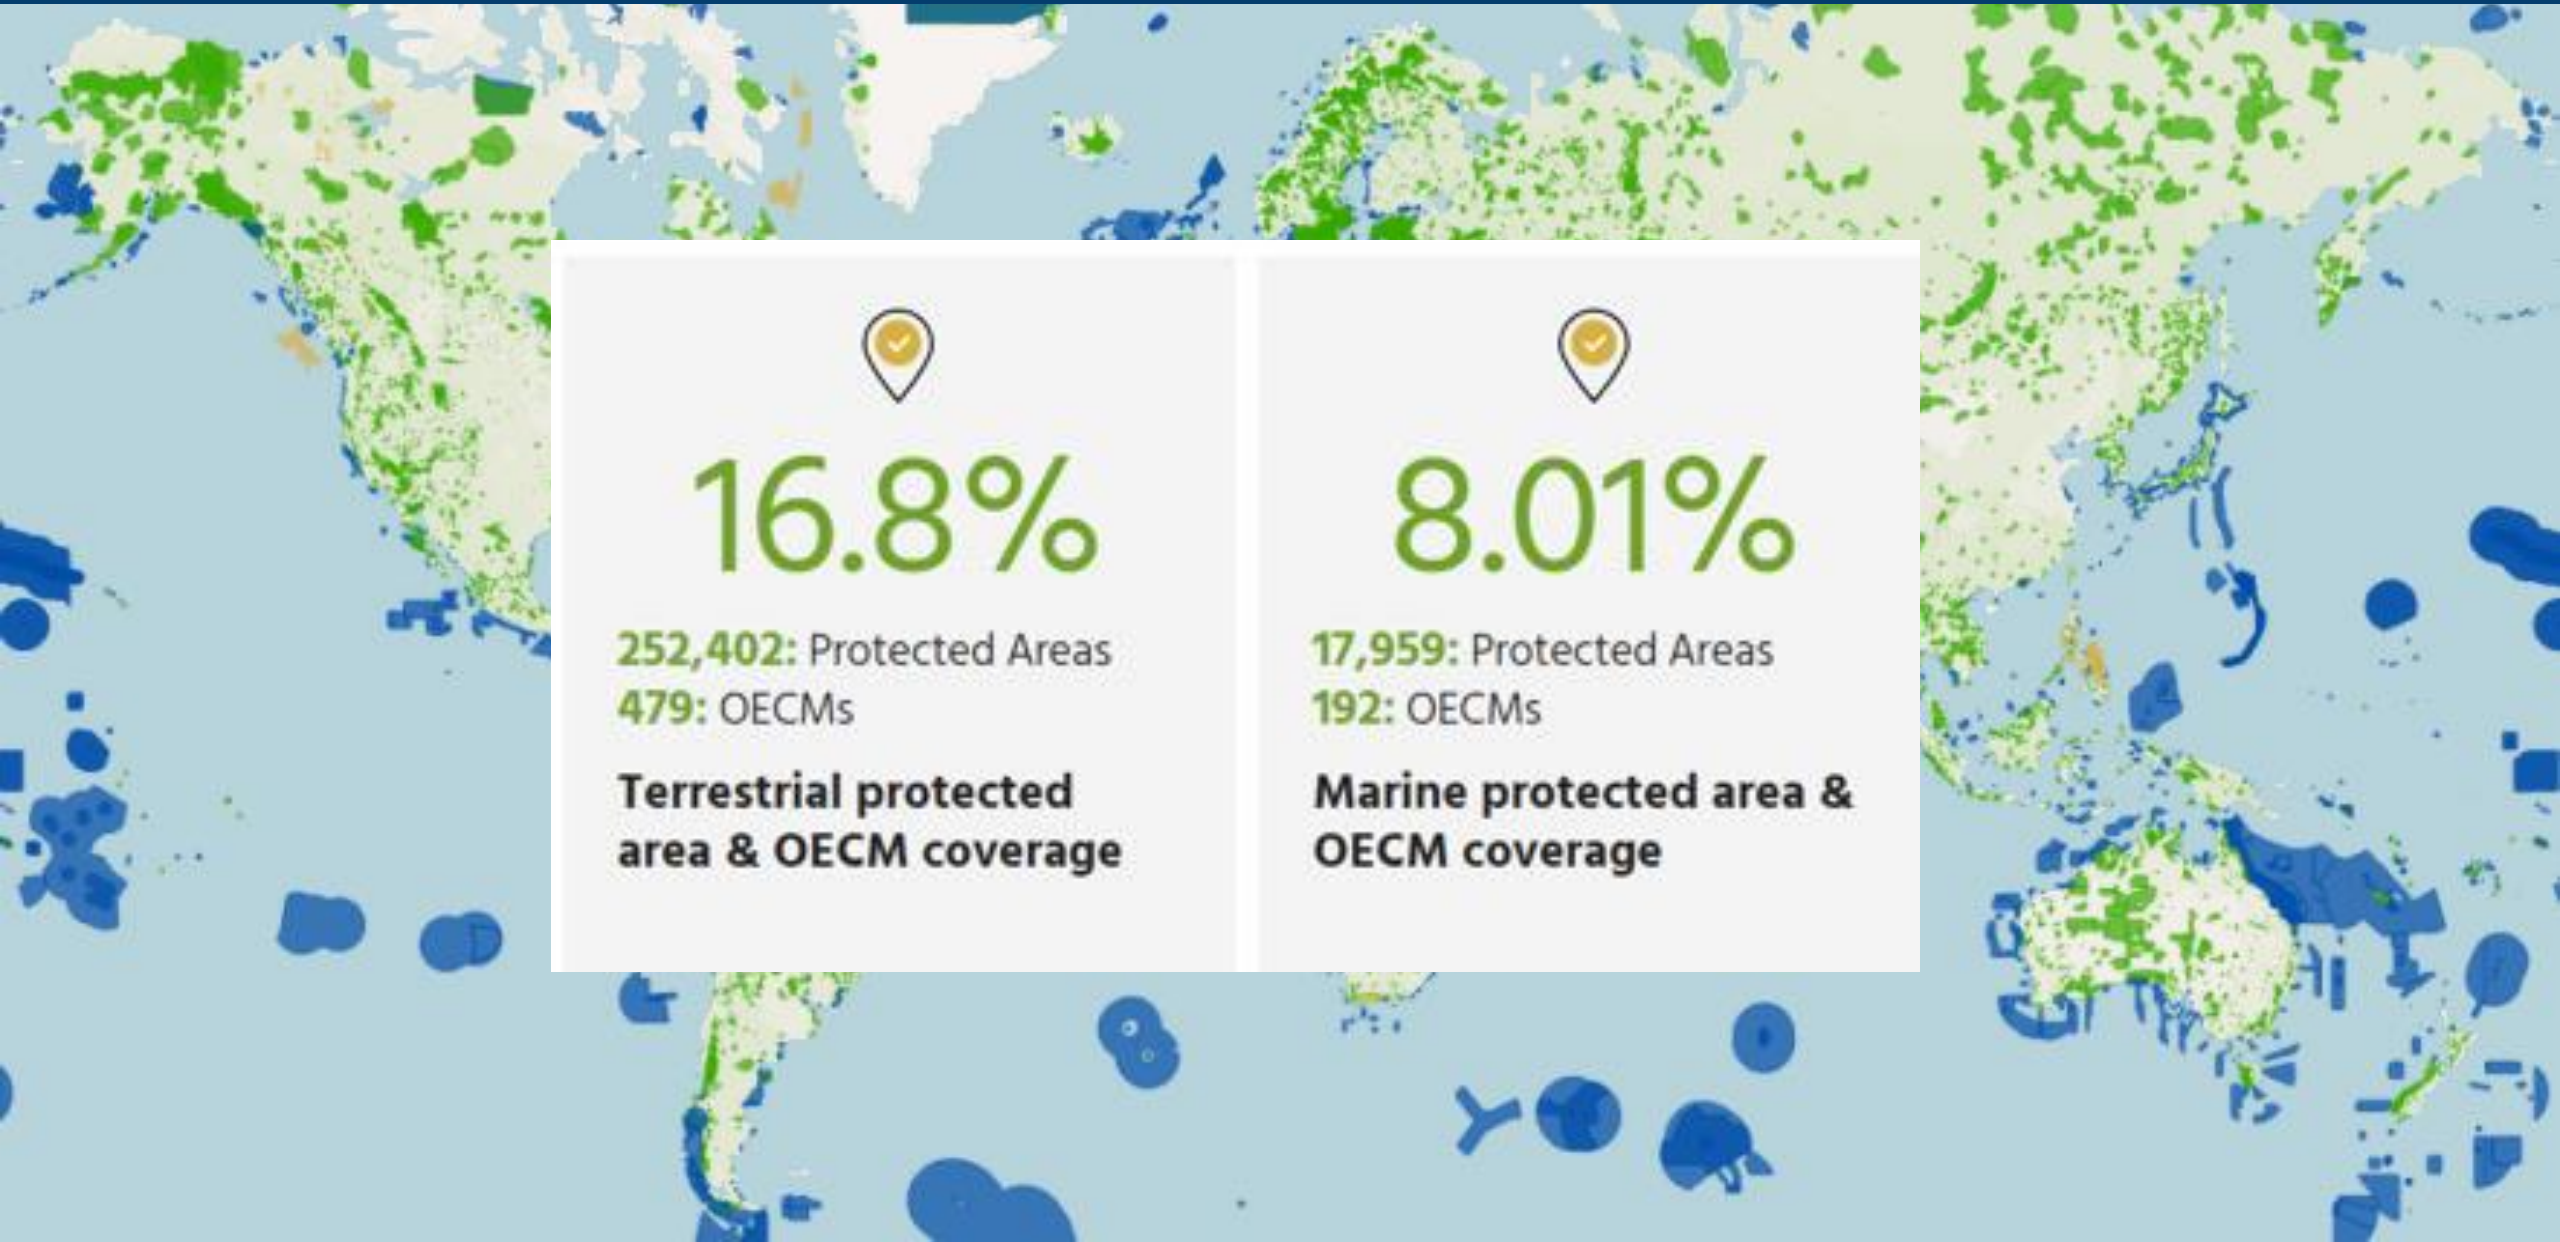 16.8%
252,402: Protected Areas
479: OECMs
Terrestrial protected
area & OECM coverage
8.01%
17,959: Protected Areas
192: OECMs
Marine protected area &
OECM coverage